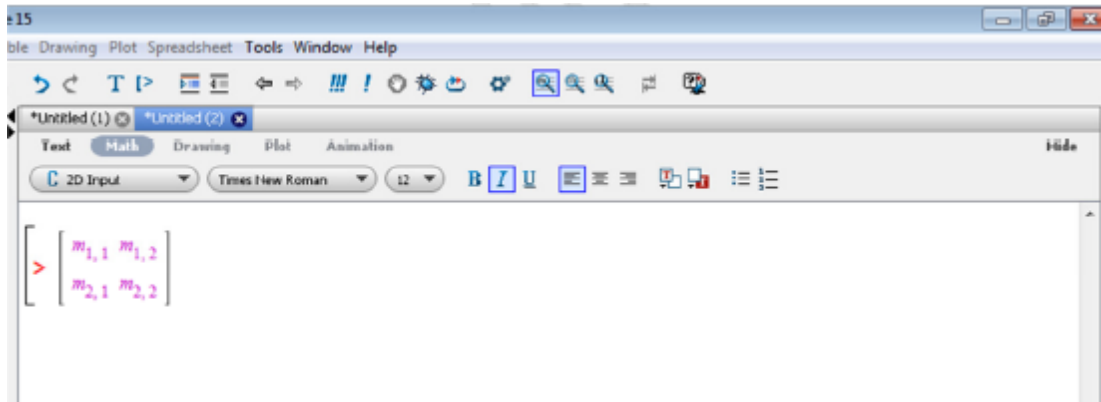 e 15
ble Drawing Plot Spreadsheet Tools Window Help
*Untitled (1) *Untitled (2)
Text Math Drawing Plot Animation Hide
C 2D Input Times New Roman 12 B I U
> m1, 1 m1, 2
m2, 1 m2, 2